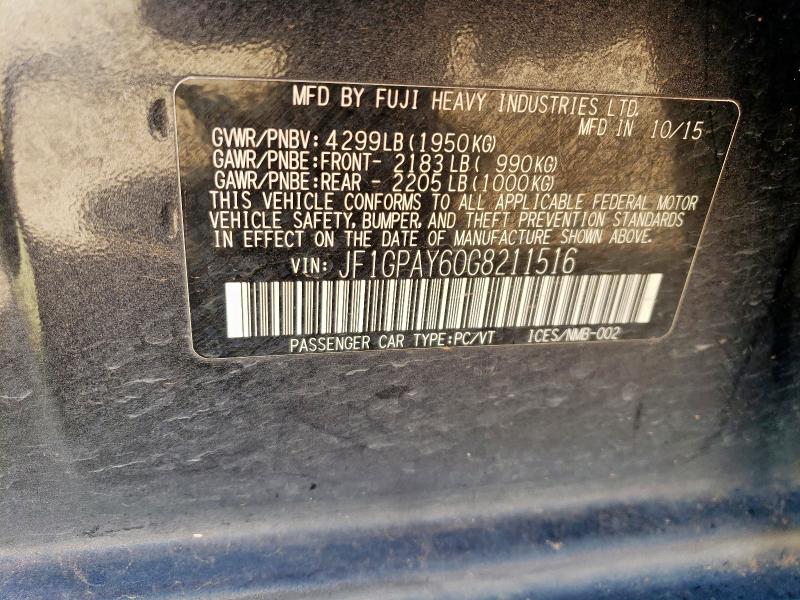 MFD BY FUJI HEAVY INDUSTRIES LTD.
MFD IN 10/15
GVWR/PNBV: 4299LB(1950KG)
GAWR/PNBE:FRONT- 2183LB( 990KG)
GAWR/PNBE:REAR - 2205LB(1000KG)
THIS VEHICLE CONFORMS TO ALL APPLICABLE FEDERAL MOTOR
VEHICLE SAFETY, BUMPER, AND THEFT PREVENTION STANDARDS
IN EFFECT ON THE DATE OF MANUFACTURE SHOWN ABOVE.
VIN: JF1GPAY60G8211516
PASSENGER CAR TYPE:PC/VT ICES/NMB-002